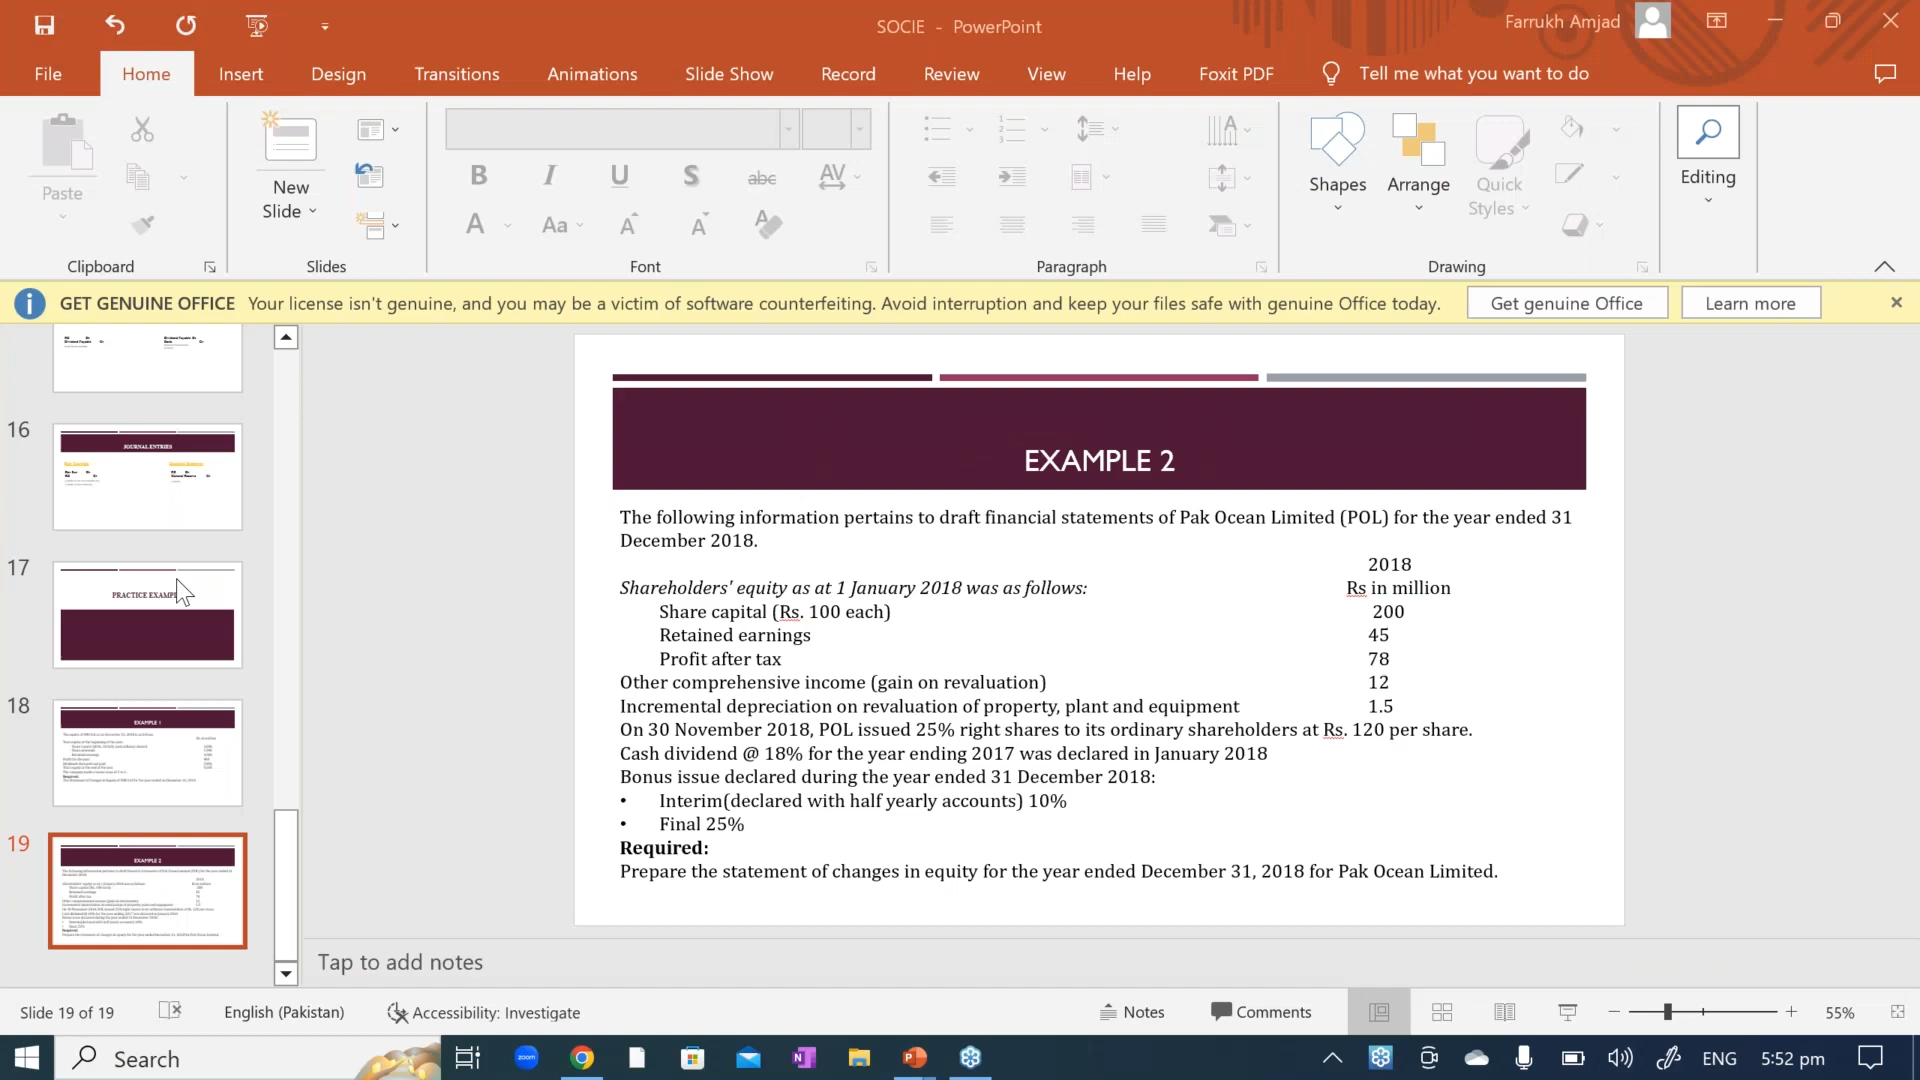 SOCIE - PowerPoint
Farrukh Amjad
File Home Insert Design Transitions Animations Slide Show Record Review View Help Foxit PDF Tell me what you want to do
Paste
New
Slide
B I U S abc AV
A Aa A A A
Shapes Arrange Quick
Styles
Editing
Clipboard Slides Font Paragraph Drawing
GET GENUINE OFFICE Your license isn't genuine, and you may be a victim of software counterfeiting. Avoid interruption and keep your files safe with genuine Office today. Get genuine Office Learn more
16
JOURNAL ENTRIES
17
PRACTICE EXAMP
18
EXAMPLE 1
19
EXAMPLE 2
EXAMPLE 2
The following information pertains to draft financial statements of Pak Ocean Limited (POL) for the year ended 31
December 2018.
2018
Shareholders' equity as at 1 January 2018 was as follows: Rs in million
Share capital (Rs. 100 each) 200
Retained earnings 45
Profit after tax 78
Other comprehensive income (gain on revaluation) 12
Incremental depreciation on revaluation of property, plant and equipment 1.5
On 30 November 2018, POL issued 25% right shares to its ordinary shareholders at Rs. 120 per share.
Cash dividend @ 18% for the year ending 2017 was declared in January 2018
Bonus issue declared during the year ended 31 December 2018:
• Interim(declared with half yearly accounts) 10%
• Final 25%
Required:
Prepare the statement of changes in equity for the year ended December 31, 2018 for Pak Ocean Limited.
Tap to add notes
Slide 19 of 19 English (Pakistan) Accessibility: Investigate Notes Comments 55%
Search zoom ENG 5:52 pm